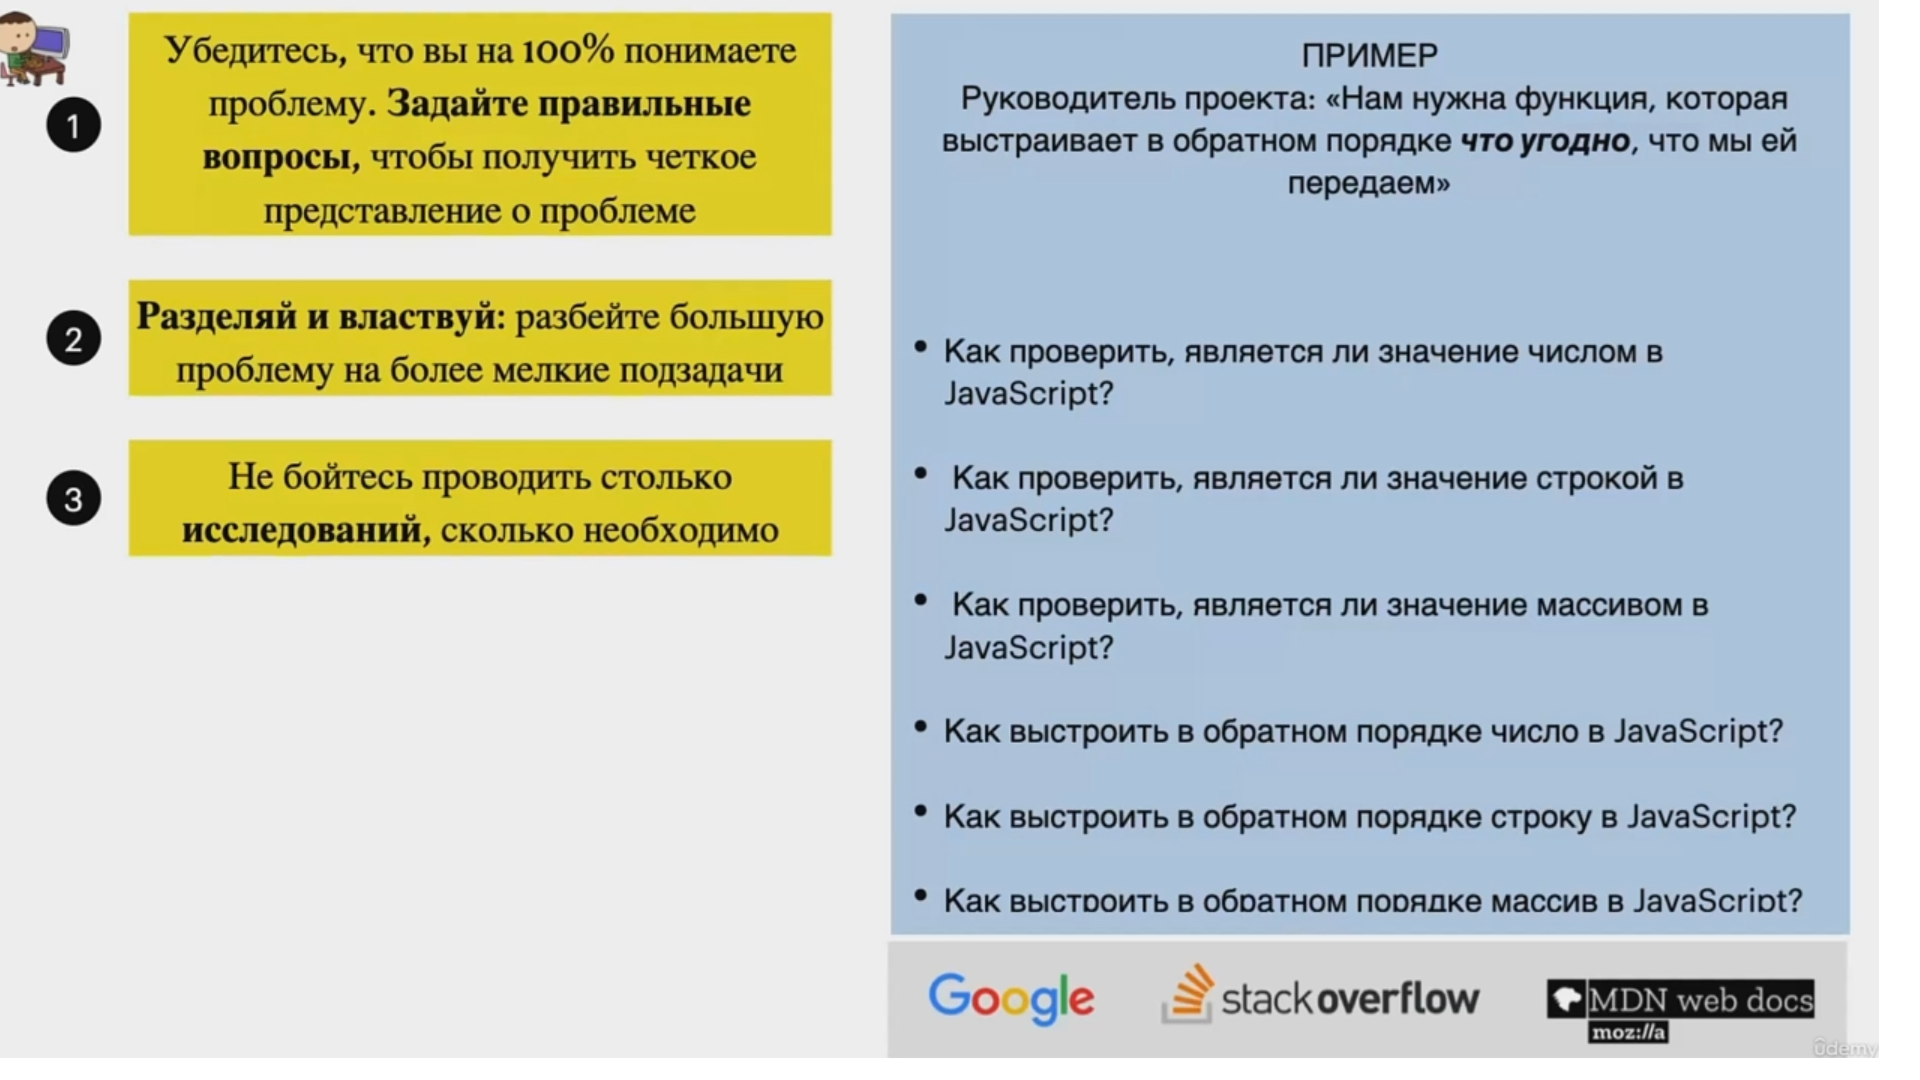 1
Убедитесь, что вы на 100% понимаете
проблему. Задайте правильные
вопросы, чтобы получить четкое
представление о проблеме
2
Разделяй и властвуй: разбейте большую
проблему на более мелкие подзадачи
3
Не бойтесь проводить столько
исследований, сколько необходимо
ПРИМЕР
Руководитель проекта: «Нам нужна функция, которая
выстраивает в обратном порядке что угодно, что мы ей
передаем»
• Как проверить, является ли значение числом в
JavaScript?
• Как проверить, является ли значение строкой в
JavaScript?
• Как проверить, является ли значение массивом в
JavaScript?
• Как выстроить в обратном порядке число в JavaScript?
• Как выстроить в обратном порядке строку в JavaScript?
• Как выстроить в обратном порядке массив в JavaScript?
Google
stackoverflow
MDN web docs
moz://a
ûdemy